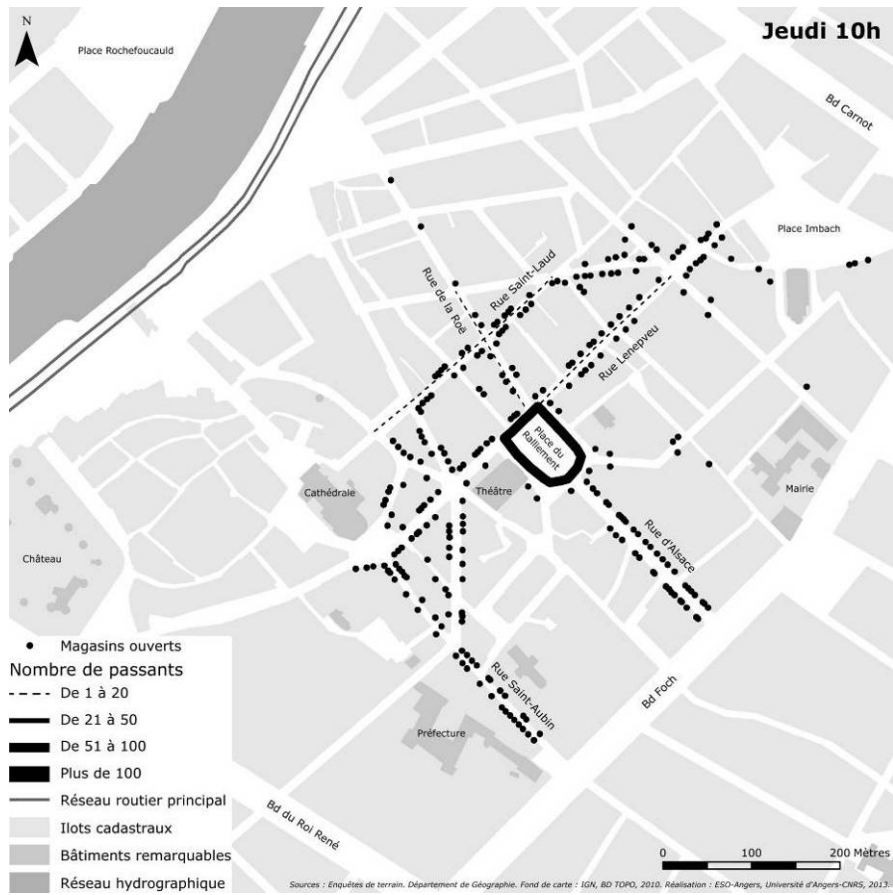 N
Place Rochefoucauld
Jeudi 10h
Bd Carnot
Place Imbach
Rue Saint-Laud
Rue de la Roë
Rue Lenepveu
Place du
Ralliement
Cathédrale
Théâtre
Mairie
Château
Rue d'Alsace
Rue Saint-Aubin
Bd Foch
Préfecture
Bd du Roi René
Magasins ouverts
Nombre de passants
De 1 à 20
De 21 à 50
De 51 à 100
Plus de 100
Réseau routier principal
Ilots cadastraux
Bâtiments remarquables
Réseau hydrographique
0 100 200 Mètres
Sources : Enquêtes de terrain. Département de Géographie. Fond de carte : IGN, BD TOPO, 2010. Réalisation : ESO-Angers, Université d'Angers-CNRS,